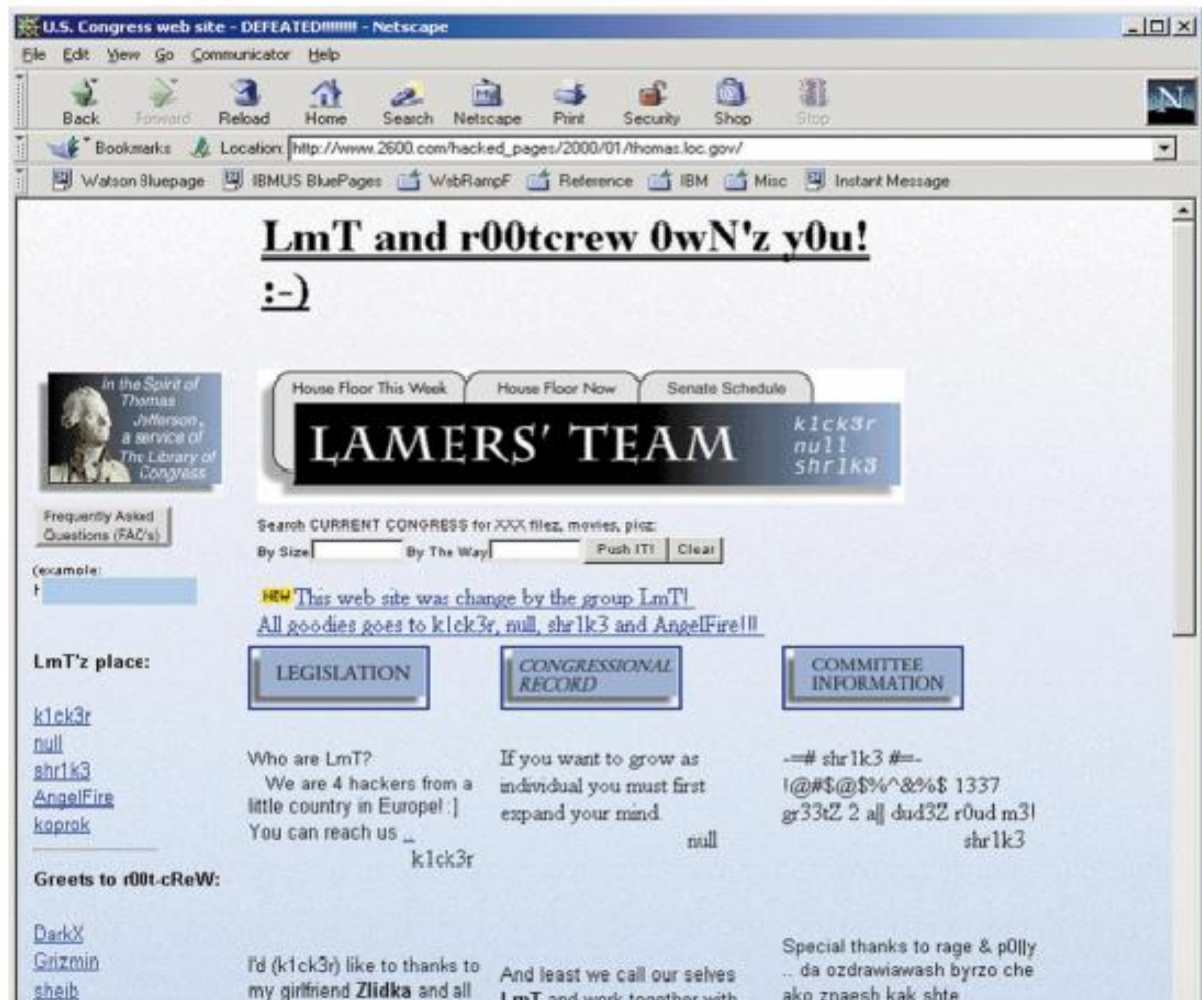 U.S. Congress web site - DEFEATED!!!!!!!! - Netscape
File Edit View Go Communicator Help
Back Forward Reload Home Search Netscape Print Security Shop Stop
N
Bookmarks Location: http://www.2600.com/hacked_pages/2000/01/thomas.loc.gov/
Watson Bluepage IBMUS BluePages WebRampF Reference IBM Misc Instant Message
LmT and r00tcrew 0wN'z y0u!
:-)
In the Spirit of
Thomas
Jefferson,
a service of
The Library of
Congress
House Floor This Week House Floor Now Senate Schedule
LAMERS' TEAM
k1ck3r
null
shr1k3
Frequently Asked
Questions (FAQ's)
Search CURRENT CONGRESS for XXX filez, movies, picz:
By Size By The Way Push IT! Clear
(example:
NEW This web site was change by the group LmT!
All goodies goes to k1ck3r, null, shr1k3 and AngelFire!!!
LmT'z place:
k1ck3r
null
shr1k3
AngelFire
koprok
Greets to r00t-cReW:
DarkX
Grizmin
sheib
LEGISLATION
Who are LmT?
We are 4 hackers from a
little country in Europe! :]
You can reach us _
k1ck3r
I'd (k1ck3r) like to thanks to
my girlfriend Zlidka and all
CONGRESSIONAL
RECORD
If you want to grow as
individual you must first
expand your mind
null
And least we call our selves
LmT and work together with
COMMITTEE
INFORMATION
-=# shr1k3 #=-
!@#$@$%^&%$ 1337
gr33tZ 2 all dud3Z r0ud m3!
shr1k3
Special thanks to rage & p0lly
.. da ozdrawiawash byrzo che
ako znaesh kak shte